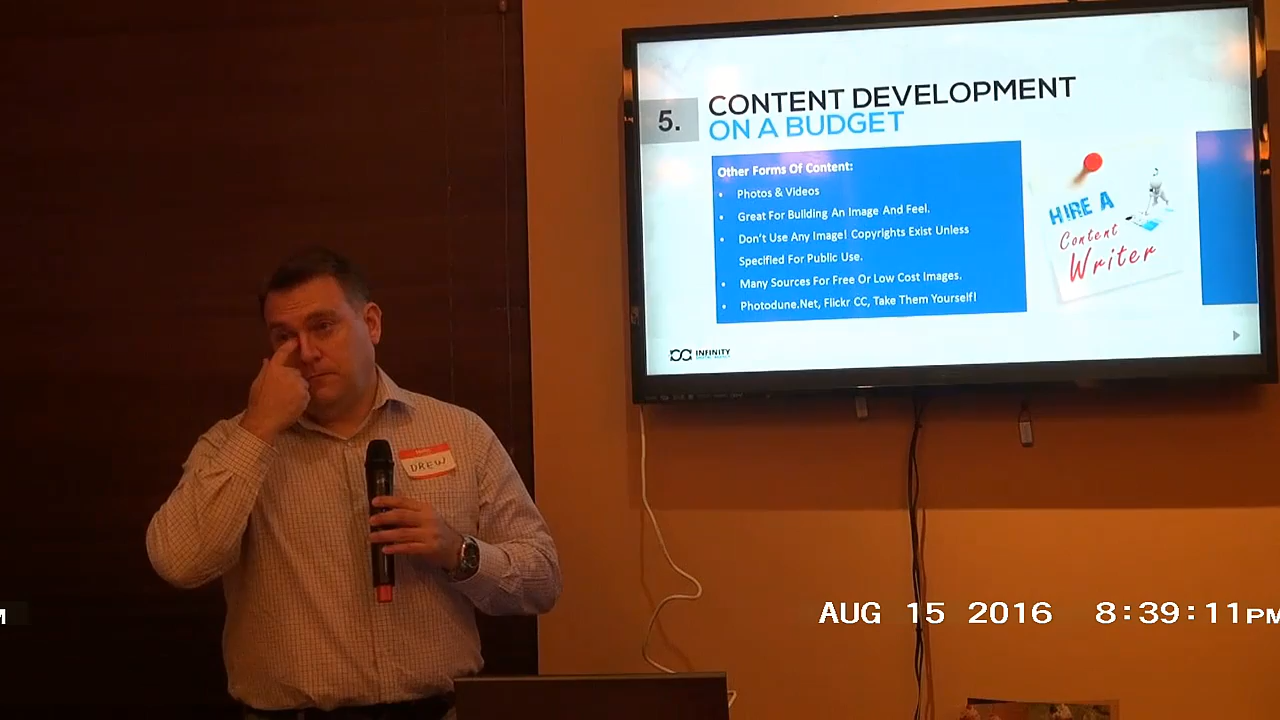 5.
CONTENT DEVELOPMENT
ON A BUDGET
Other Forms Of Content:
• Photos & Videos
• Great For Building An Image And Feel.
• Don't Use Any Image! Copyrights Exist Unless
Specified For Public Use.
• Many Sources For Free Or Low Cost Images.
• Photodune.Net, Flickr CC, Take Them Yourself!
HIRE A
Content
Writer
INFINITY
DREW
M
AUG 15 2016 8:39:11PM